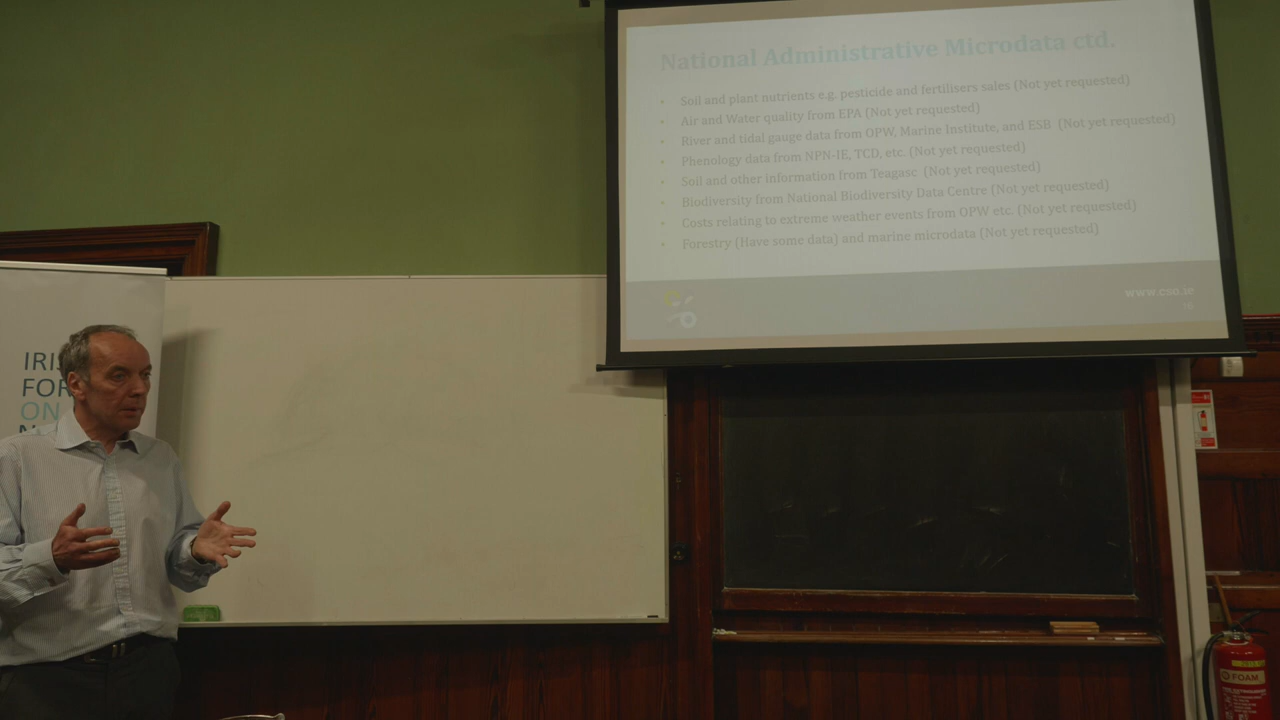 National Administrative Microdata ctd.
• Soil and plant nutrients e.g. pesticide and fertilisers sales (Not yet requested)
• Air and Water quality from EPA (Not yet requested)
• River and tidal gauge data from OPW, Marine Institute, and ESB (Not yet requested)
• Phenology data from NPN-IE, TCD, etc. (Not yet requested)
• Soil and other information from Teagasc (Not yet requested)
• Biodiversity from National Biodiversity Data Centre (Not yet requested)
• Costs relating to extreme weather events from OPW etc. (Not yet requested)
• Forestry (Have some data) and marine microdata (Not yet requested)
www.cso.ie
IRIS
FOR
ON
FOAM